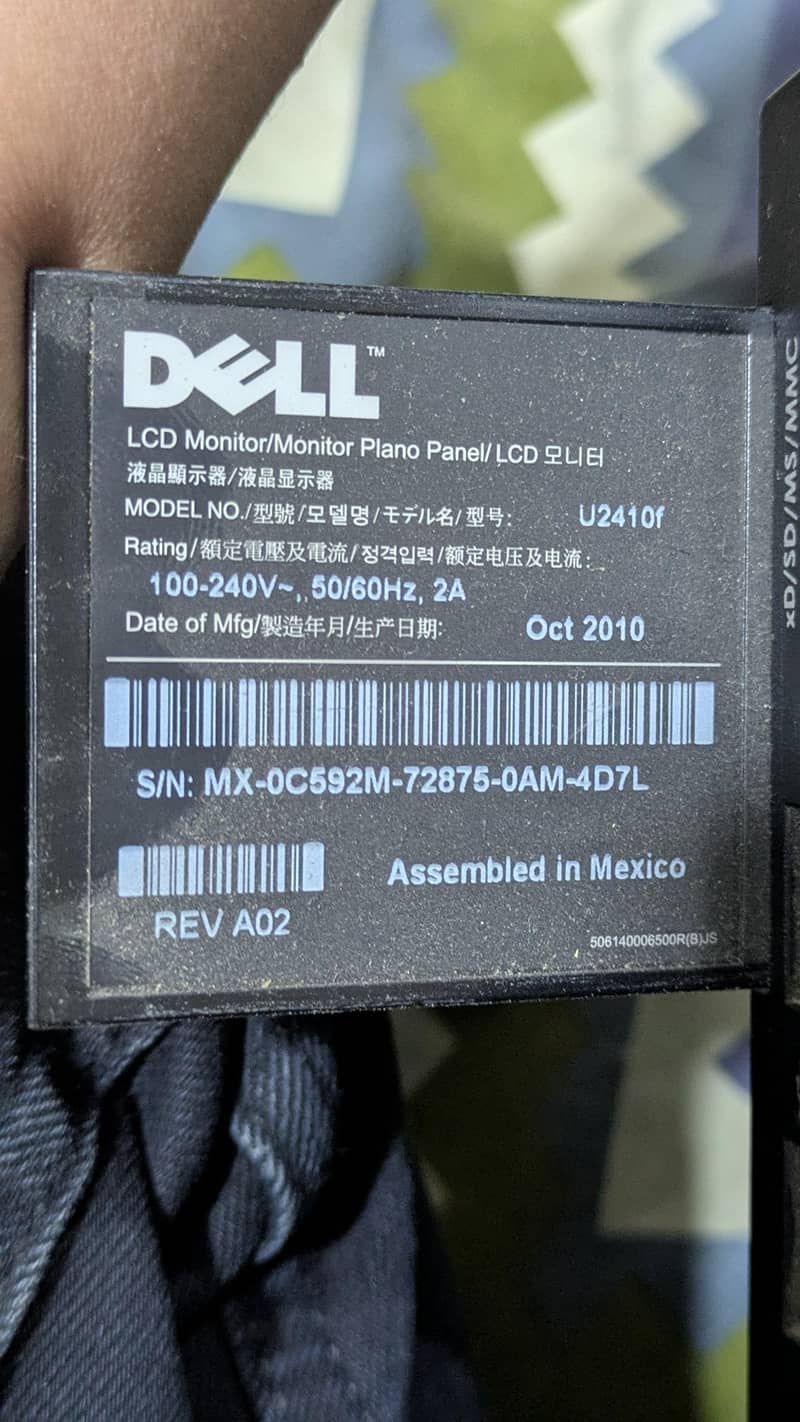 DELL™
LCD Monitor/Monitor Plano Panel/ LCD 모니터
液晶顯示器/液晶显示器
MODEL NO./型號/모델명/モデル名/型号: U2410f
Rating/額定電壓及電流/정격입력/额定电压及电流:
100-240V~, 50/60Hz, 2A
Date of Mfg/製造年月/生产日期: Oct 2010
S/N: MX-0C592M-72875-0AM-4D7L
Assembled in Mexico
REV A02
506140006500R(B)JS
xD/SD/MS/MMC